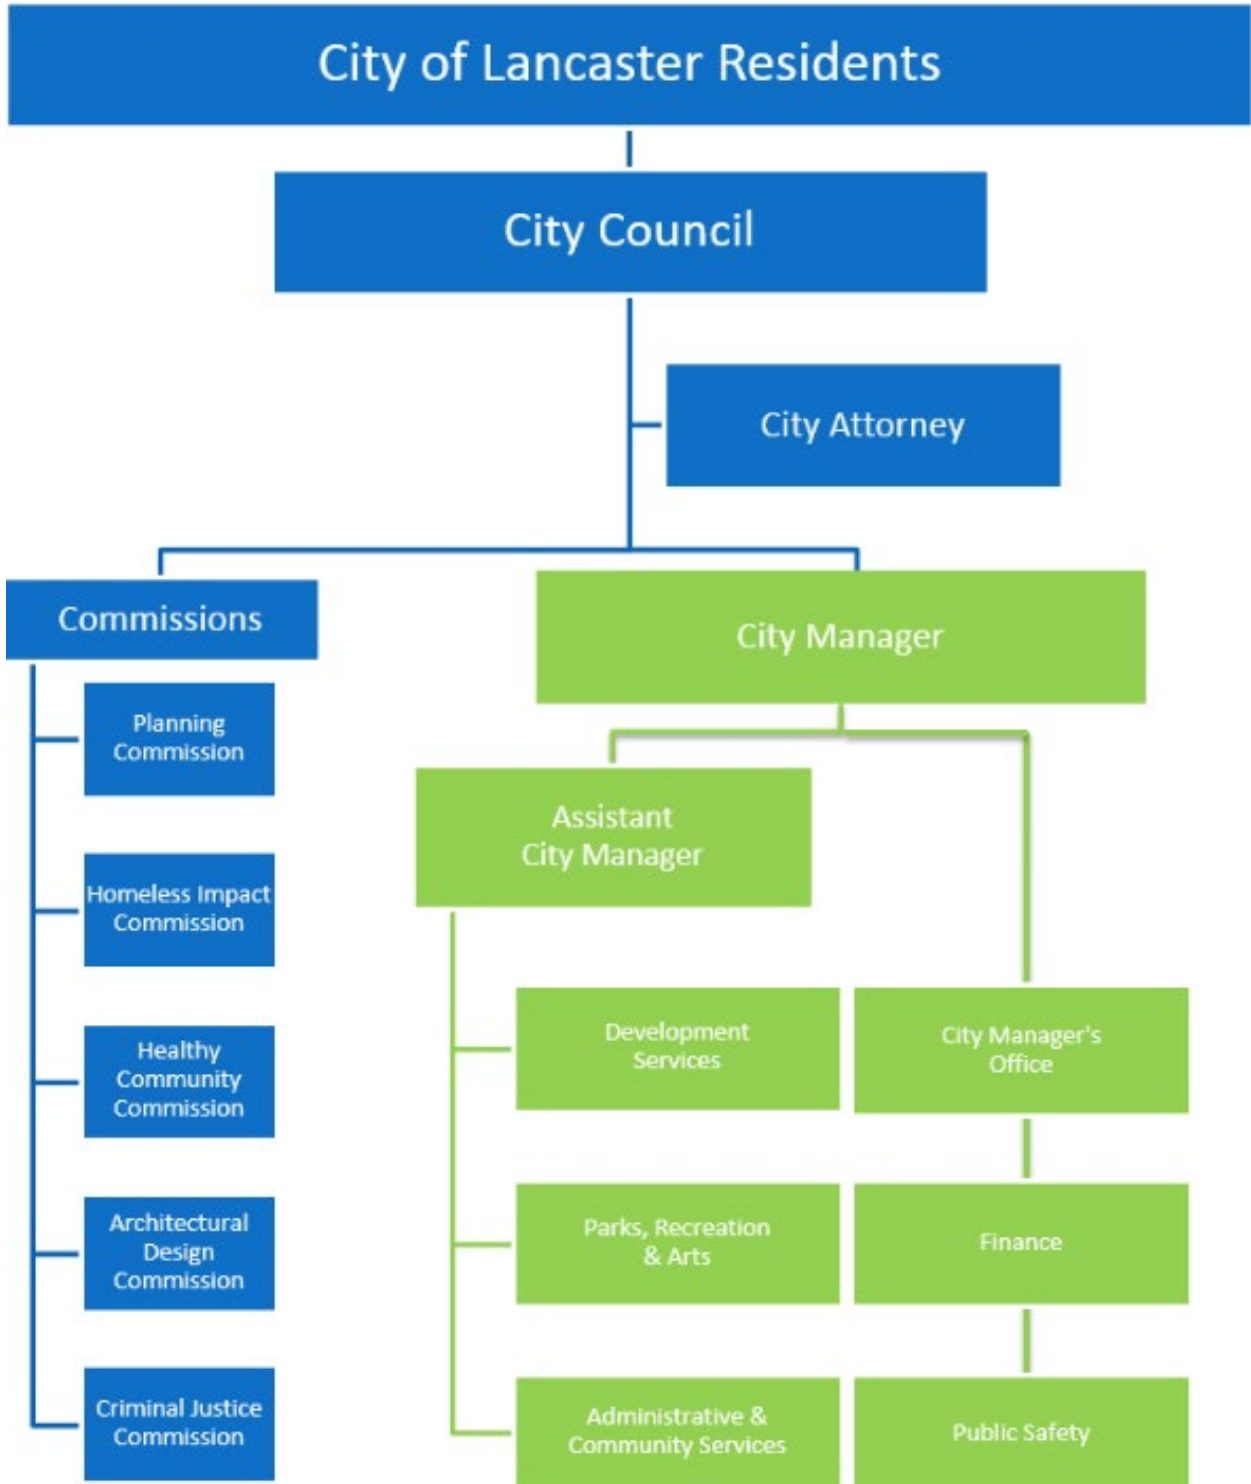 City of Lancaster Residents
City Council
City Attorney
Commissions
City Manager
Planning
Commission
Homeless Impact
Commission
Healthy
Community
Commission
Architectural
Design
Commission
Criminal Justice
Commission
Assistant
City Manager
Development
Services
Parks, Recreation
& Arts
Administrative &
Community Services
City Manager's
Office
Finance
Public Safety